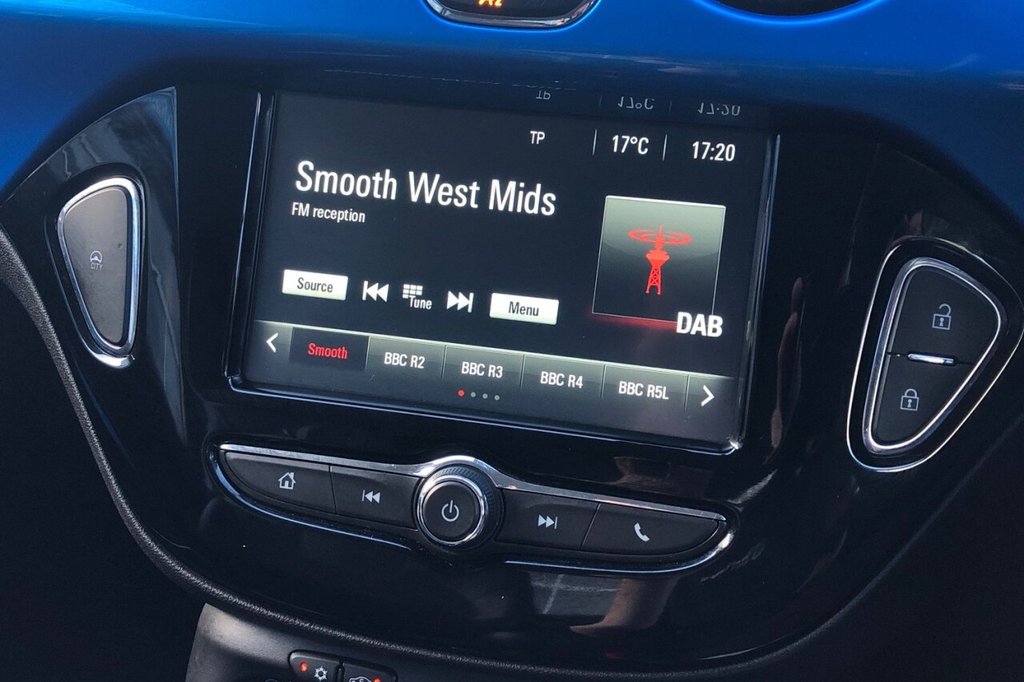 TP 17°C 17:20
Smooth West Mids
FM reception
Source Tune Menu
DAB
Smooth BBC R2 BBC R3 BBC R4 BBC R5L
CITY